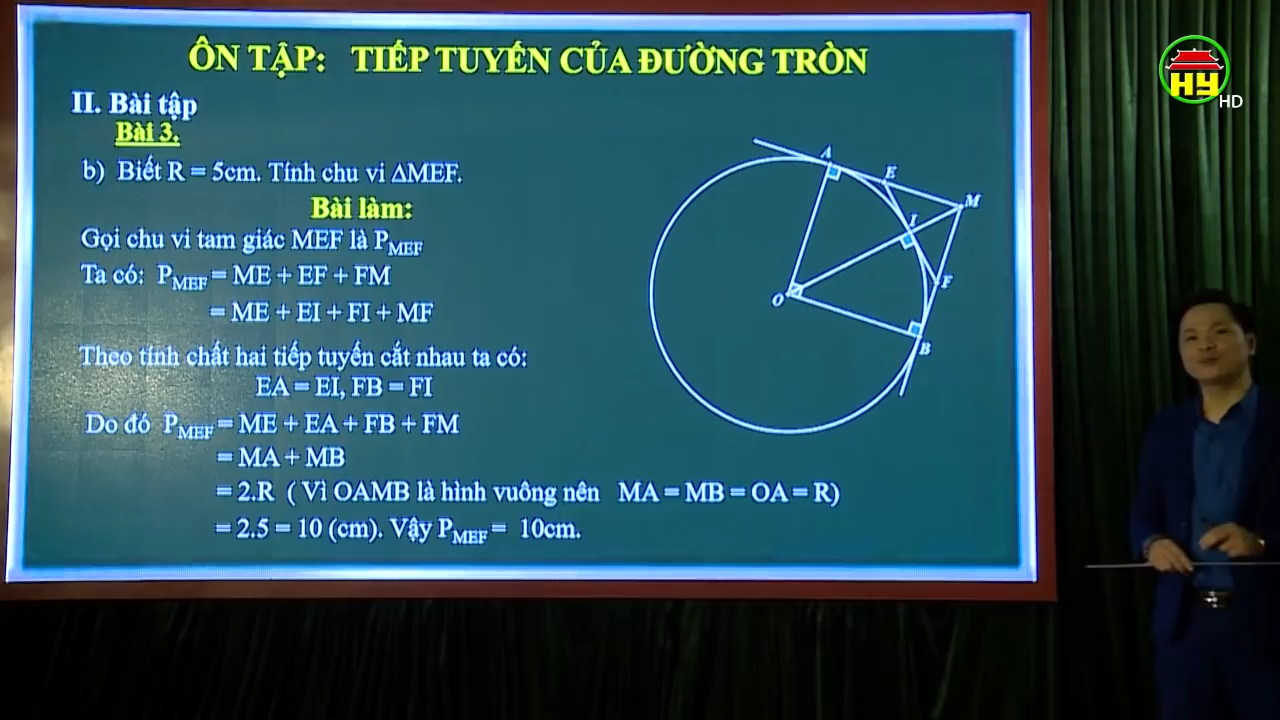 ÔN TẬP: TIẾP TUYẾN CỦA ĐƯỜNG TRÒN
HY
HD
II. Bài tập
Bài 3.
b) Biết R = 5cm. Tính chu vi ΔMEF.
Bài làm:
Gọi chu vi tam giác MEF là P_MEF
Ta có: P_MEF = ME + EF + FM
= ME + EI + FI + MF
Theo tính chất hai tiếp tuyến cắt nhau ta có:
EA = EI, FB = FI
Do đó P_MEF = ME + EA + FB + FM
= MA + MB
= 2.R ( Vì OAMB là hình vuông nên MA = MB = OA = R)
= 2.5 = 10 (cm). Vậy P_MEF = 10cm.
A
E
M
I
F
O
B